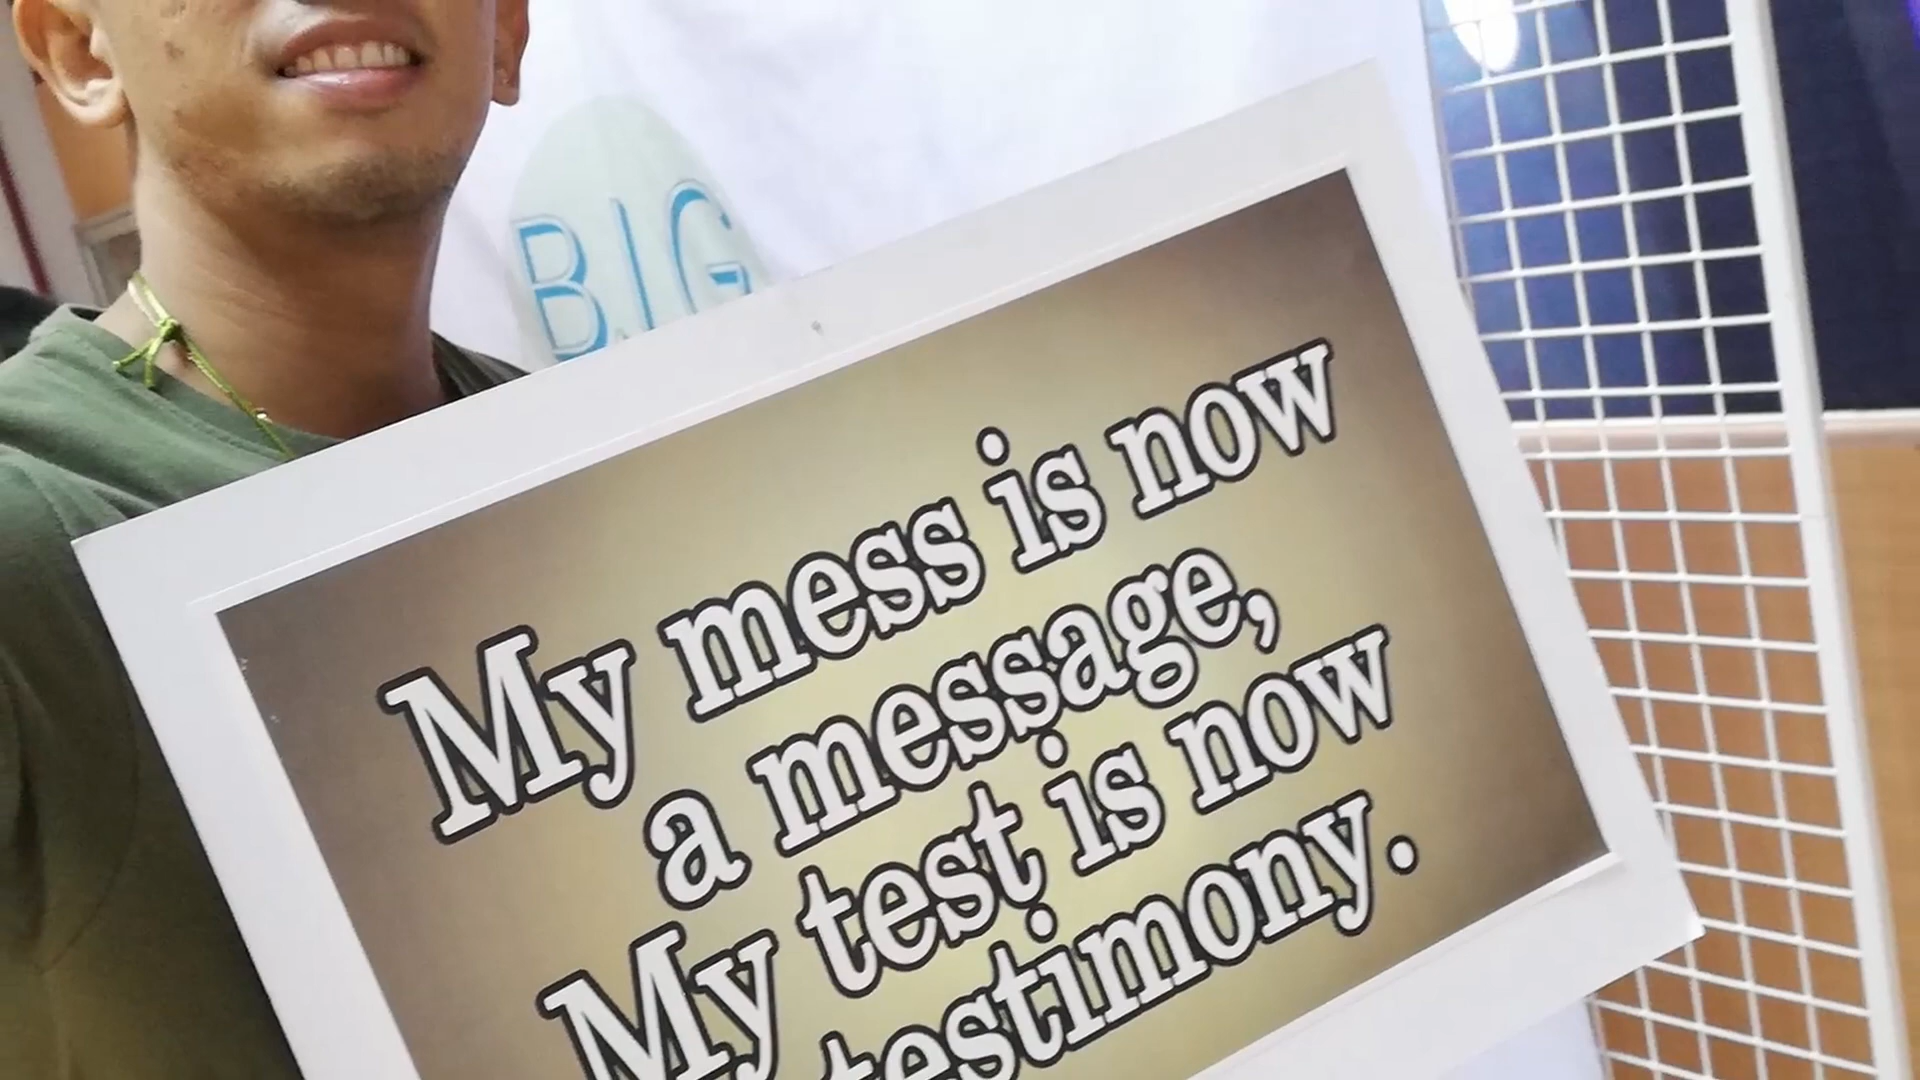 BIG
My mess is now
a message,
My test is now
testimony.